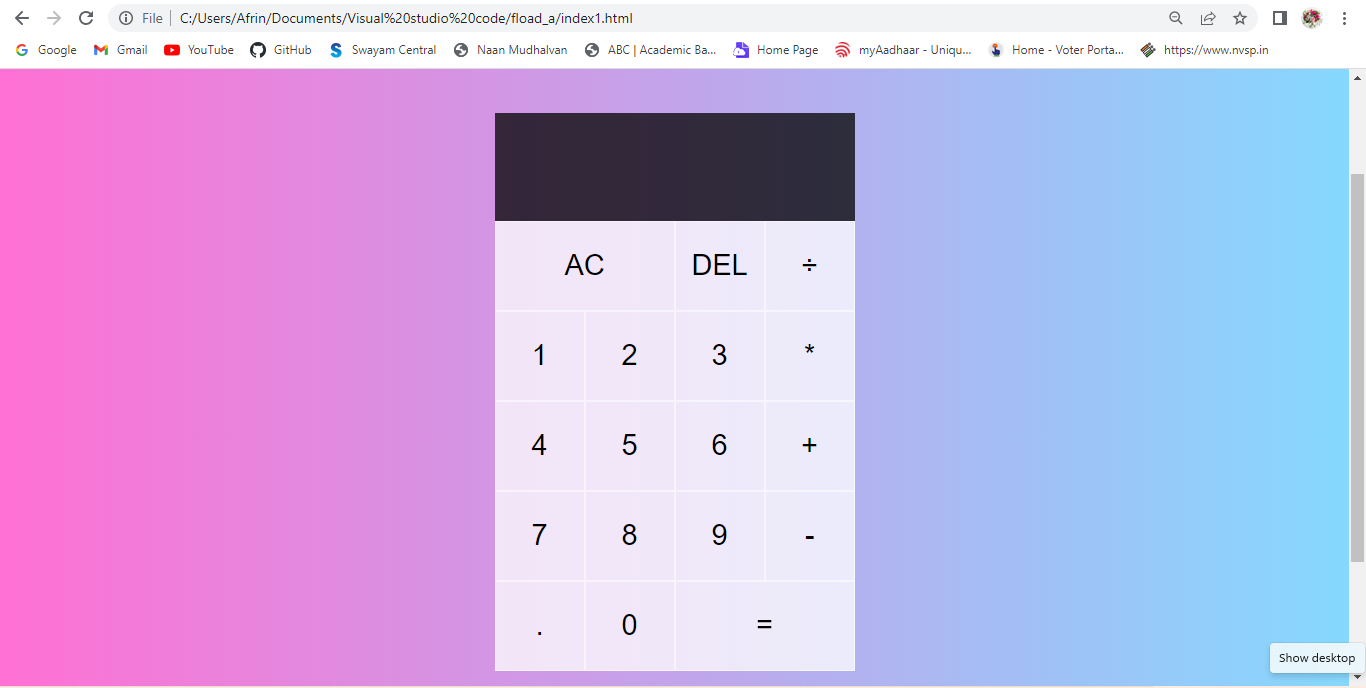 File C:/Users/Afrin/Documents/Visual%20studio%20code/fload_a/index1.html
Google Gmail YouTube GitHub Swayam Central Naan Mudhalvan ABC | Academic Ba... Home Page myAadhaar - Uniqu... Home - Voter Porta... https://www.nvsp.in
AC DEL ÷
1 2 3 *
4 5 6 +
7 8 9 -
. 0 =
Show desktop